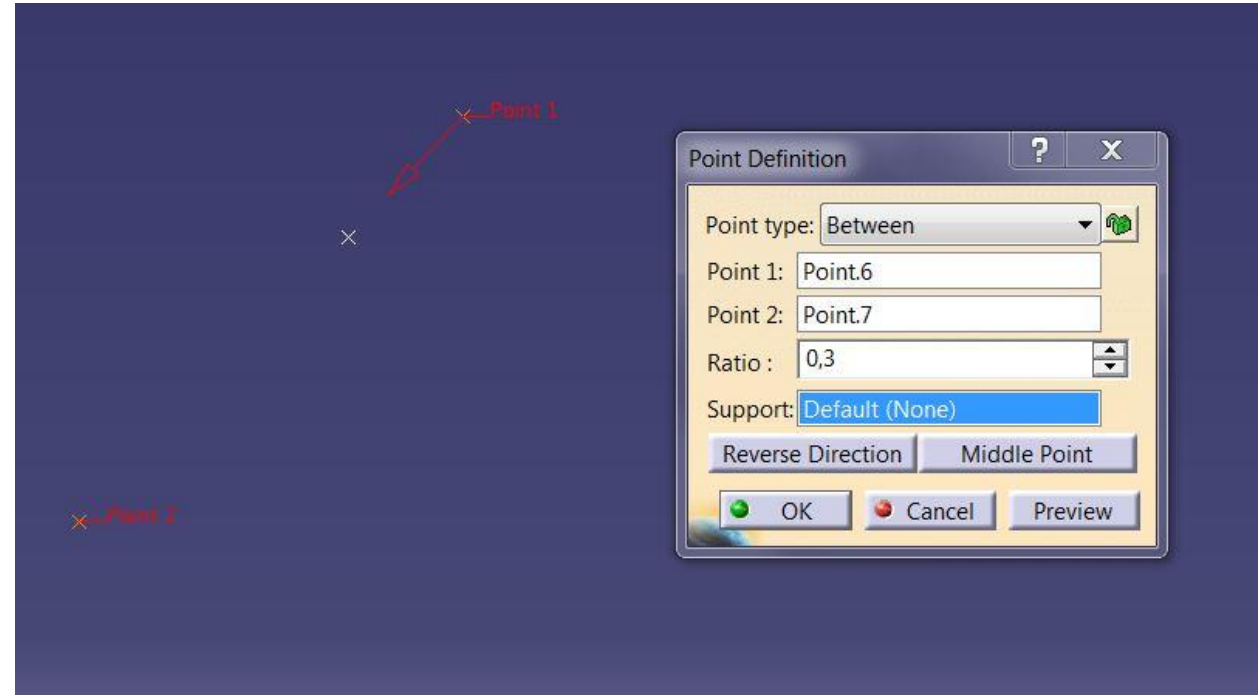 Point 1
Point 2
Point Definition
? X
Point type: Between
Point 1: Point.6
Point 2: Point.7
Ratio : 0,3
Support: Default (None)
Reverse Direction Middle Point
OK Cancel Preview